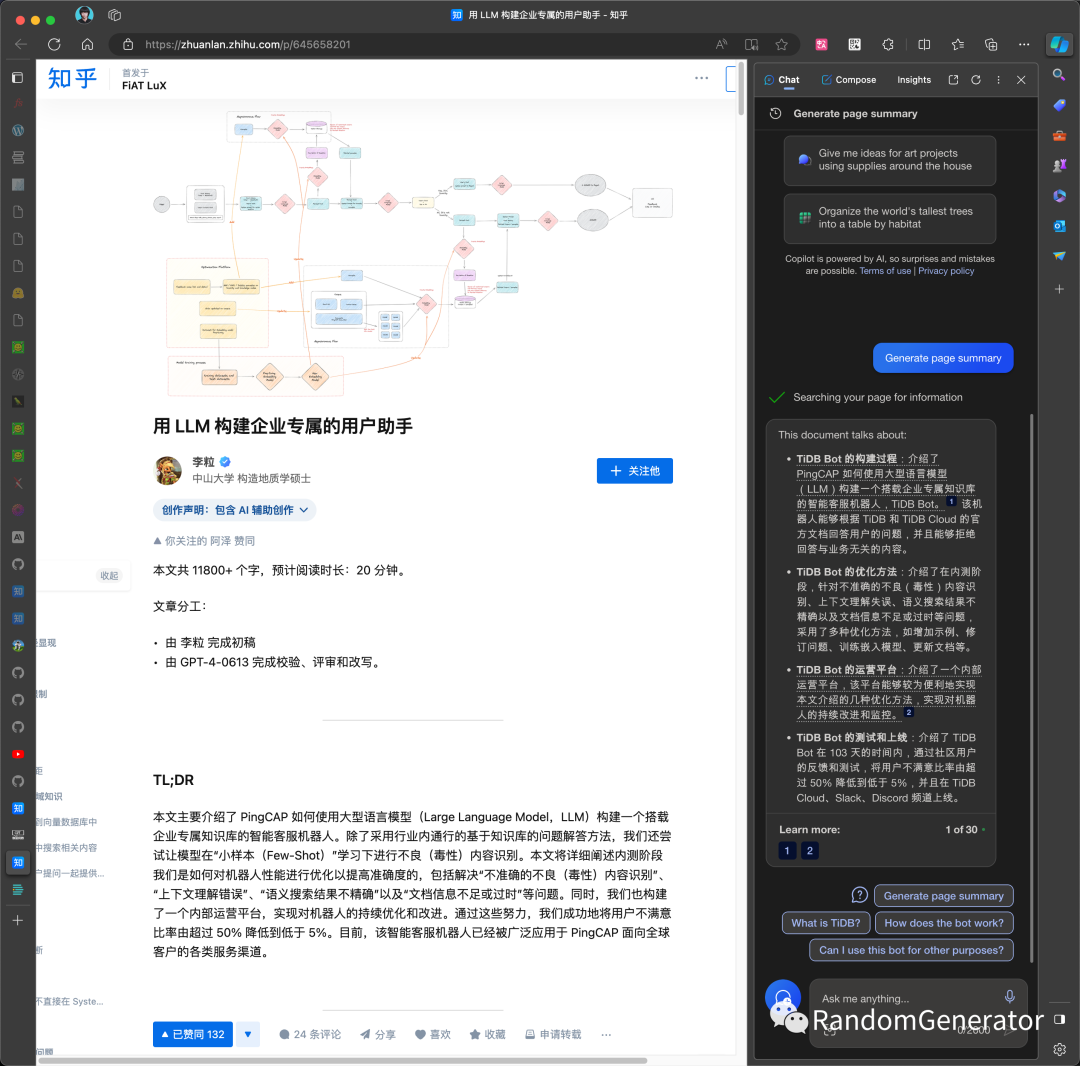 用 LLM 构建企业专属的用户助手 - 知乎
https://zhuanlan.zhihu.com/p/645658201
知乎
首发于
FiAT LuX
用 LLM 构建企业专属的用户助手
李粒
中山大学 构造地质学硕士
关注他
创作声明：包含 AI 辅助创作
你关注的 阿泽 赞同
收起
本文共 11800+ 个字，预计阅读时长：20 分钟。
文章分工：
• 由 李粒 完成初稿
• 由 GPT-4-0613 完成校验、评审和改写。
TL;DR
本文主要介绍了 PingCAP 如何使用大型语言模型（Large Language Model，LLM）构建一个搭载
企业专属知识库的智能客服机器人。除了采用行业内通行的基于知识库的问题解答方法，我们还尝
试让模型在“小样本（Few-Shot）”学习下进行不良（毒性）内容识别。本文将详细阐述内测阶段
我们是如何对机器人性能进行优化以提高准确度的，包括解决“不准确的不良（毒性）内容识别”、
“上下文理解错误”、“语义搜索结果不精确”以及“文档信息不足或过时”等问题。同时，我们也构建
了一个内部运营平台，实现对机器人的持续优化和改进。通过这些努力，我们成功地将用户不满意
比率由超过 50% 降低到低于 5%。目前，该智能客服机器人已经被广泛应用于 PingCAP 面向全球
客户的各类服务渠道。
域知识
到向量数据库中
中搜索相关内容
户提问一起提供...
不直接在 Syste...
问题
已赞同 132
24 条评论
分享
喜欢
收藏
申请转载
Chat
Compose
Insights
Generate page summary
Give me ideas for art projects
using supplies around the house
Organize the world's tallest trees
into a table by habitat
Copilot is powered by AI, so surprises and mistakes
are possible. Terms of use | Privacy policy
Generate page summary
Searching your page for information
This document talks about:
• TiDB Bot 的构建过程：介绍了
PingCAP 如何使用大型语言模型
（LLM）构建一个搭载企业专属知识库
的智能客服机器人，TiDB Bot。 1 该机
器人能够根据 TiDB 和 TiDB Cloud 的官
方文档回答用户的问题，并且能够拒绝
回答与业务无关的内容。
• TiDB Bot 的优化方法：介绍了在内测阶
段，针对不准确的不良（毒性）内容识
别、上下文理解失误、语义搜索结果不
精确以及文档信息不足或过时等问题，
采用了多种优化方法，如增加示例、修
订问题、训练嵌入模型、更新文档等。
• TiDB Bot 的运营平台：介绍了一个内部
运营平台，该平台能够较为便利地实现
本文介绍的几种优化方法，实现对机器
人的持续改进和监控。 2
• TiDB Bot 的测试和上线：介绍了 TiDB
Bot 在 103 天的时间内，通过社区用户
的反馈和测试，将用户不满意比率由超
过 50% 降低到低于 5%，并且在 TiDB
Cloud、Slack、Discord 频道上线。
Learn more:
1 of 30
1 2
Generate page summary
What is TiDB?
How does the bot work?
Can I use this bot for other purposes?
Ask me anything...
0/2000
RandomGenerator